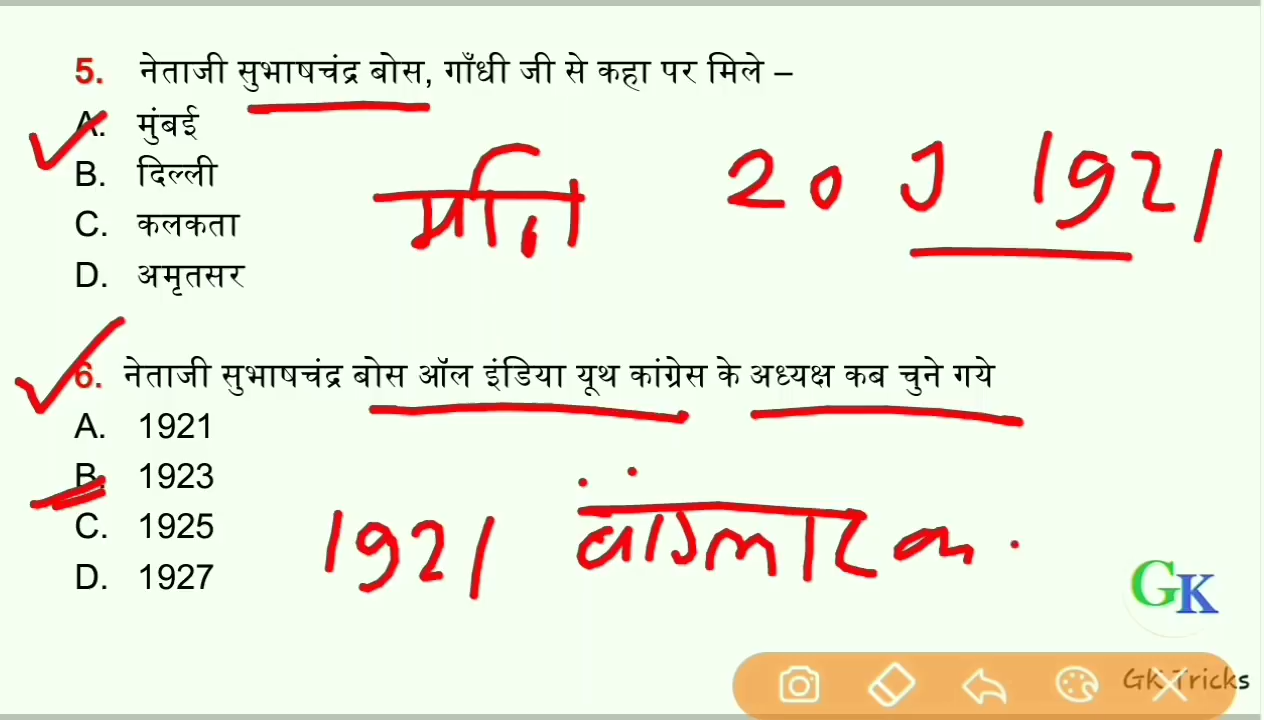 5. नेताजी सुभाषचंद्र बोस, गाँधी जी से कहा पर मिले –
A. मुंबई
B. दिल्ली
C. कलकता
D. अमृतसर
20 ज 1921
6. नेताजी सुभाषचंद्र बोस ऑल इंडिया यूथ कांग्रेस के अध्यक्ष कब चुने गये
A. 1921
B. 1923
C. 1925
D. 1927
1921
GK
GK Tricks